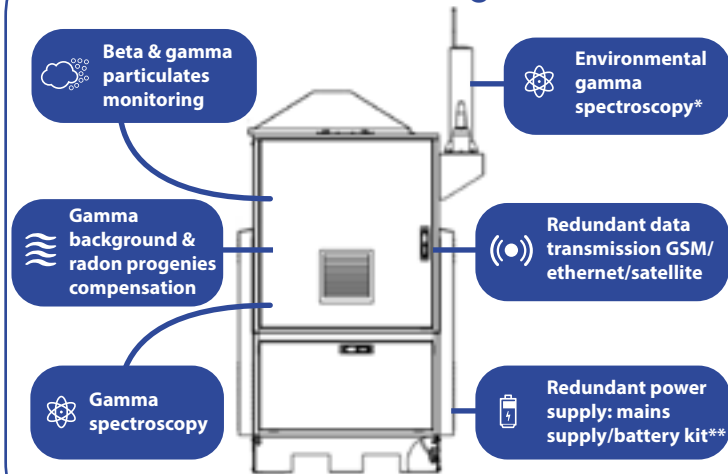 Beta & gamma
particulates
monitoring
Environmental
gamma
spectroscopy*
Gamma
background &
radon progenies
compensation
Redundant data
transmission GSM/
ethernet/satellite
Gamma
spectroscopy
Redundant power
supply: mains
supply/battery kit**